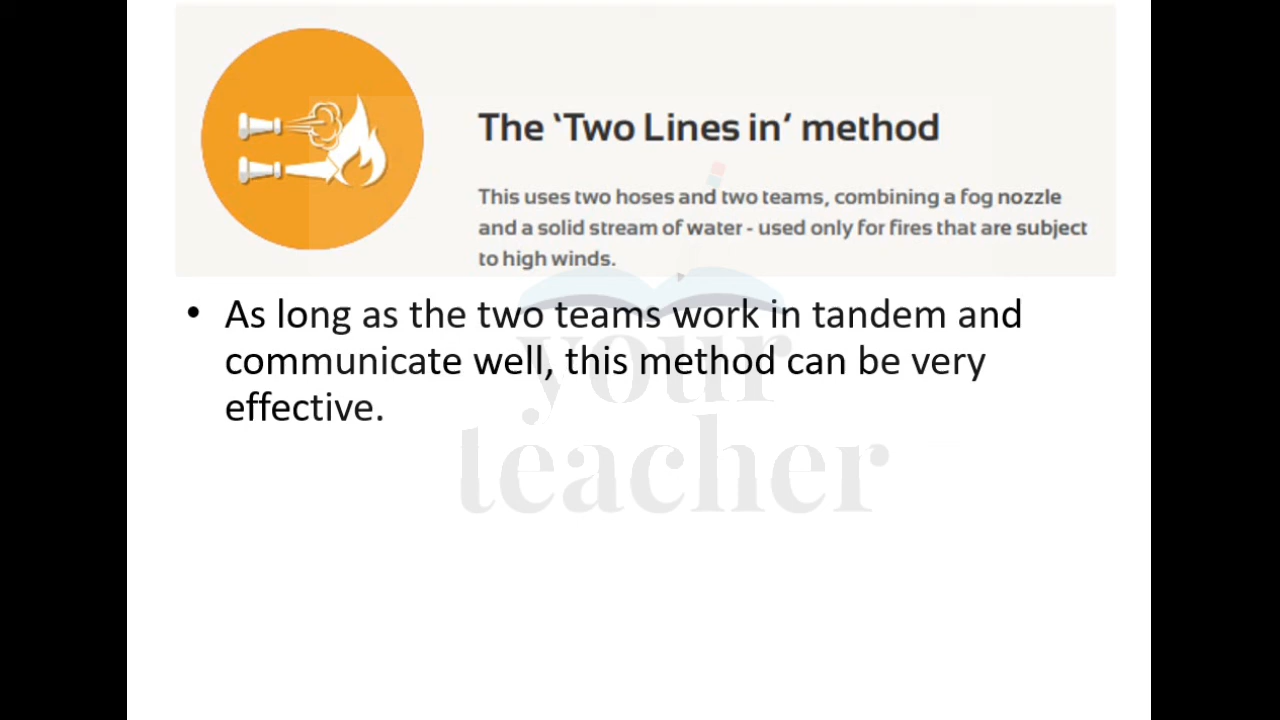 The ‘Two Lines in’ method
This uses two hoses and two teams, combining a fog nozzle
and a solid stream of water - used only for fires that are subject
to high winds.
• As long as the two teams work in tandem and
communicate well, this method can be very
effective.
your
teacher